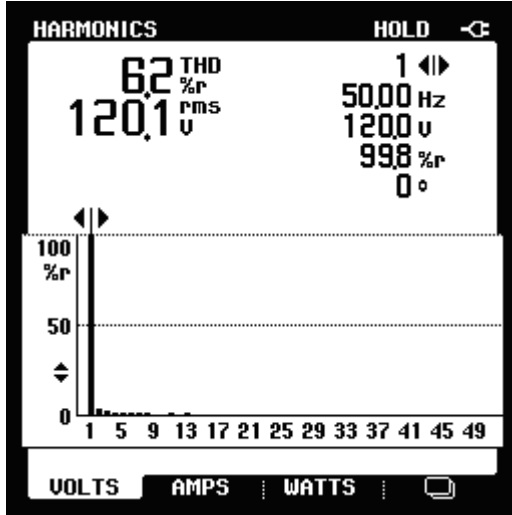 HARMONICS HOLD
6.2 THD %r
120.1 rms V
1
50.00 Hz
120.0 V
99.8 %r
0 °
100
%r
50
0
1 5 9 13 17 21 25 29 33 37 41 45 49
VOLTS AMPS WATTS